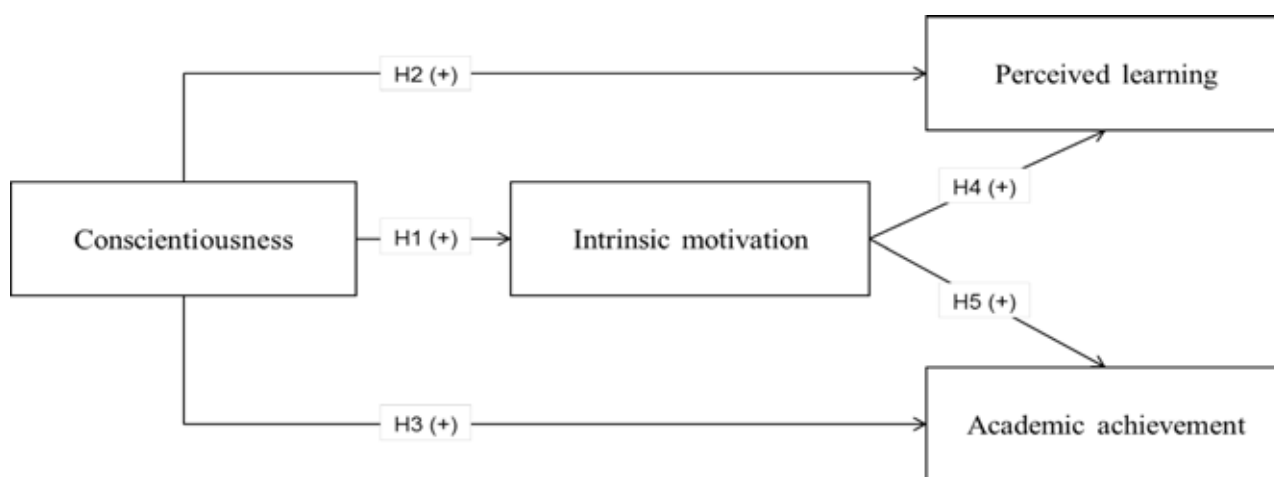 H2 (+)
Perceived learning
H4 (+)
Conscientiousness
H1 (+)
Intrinsic motivation
H5 (+)
H3 (+)
Academic achievement